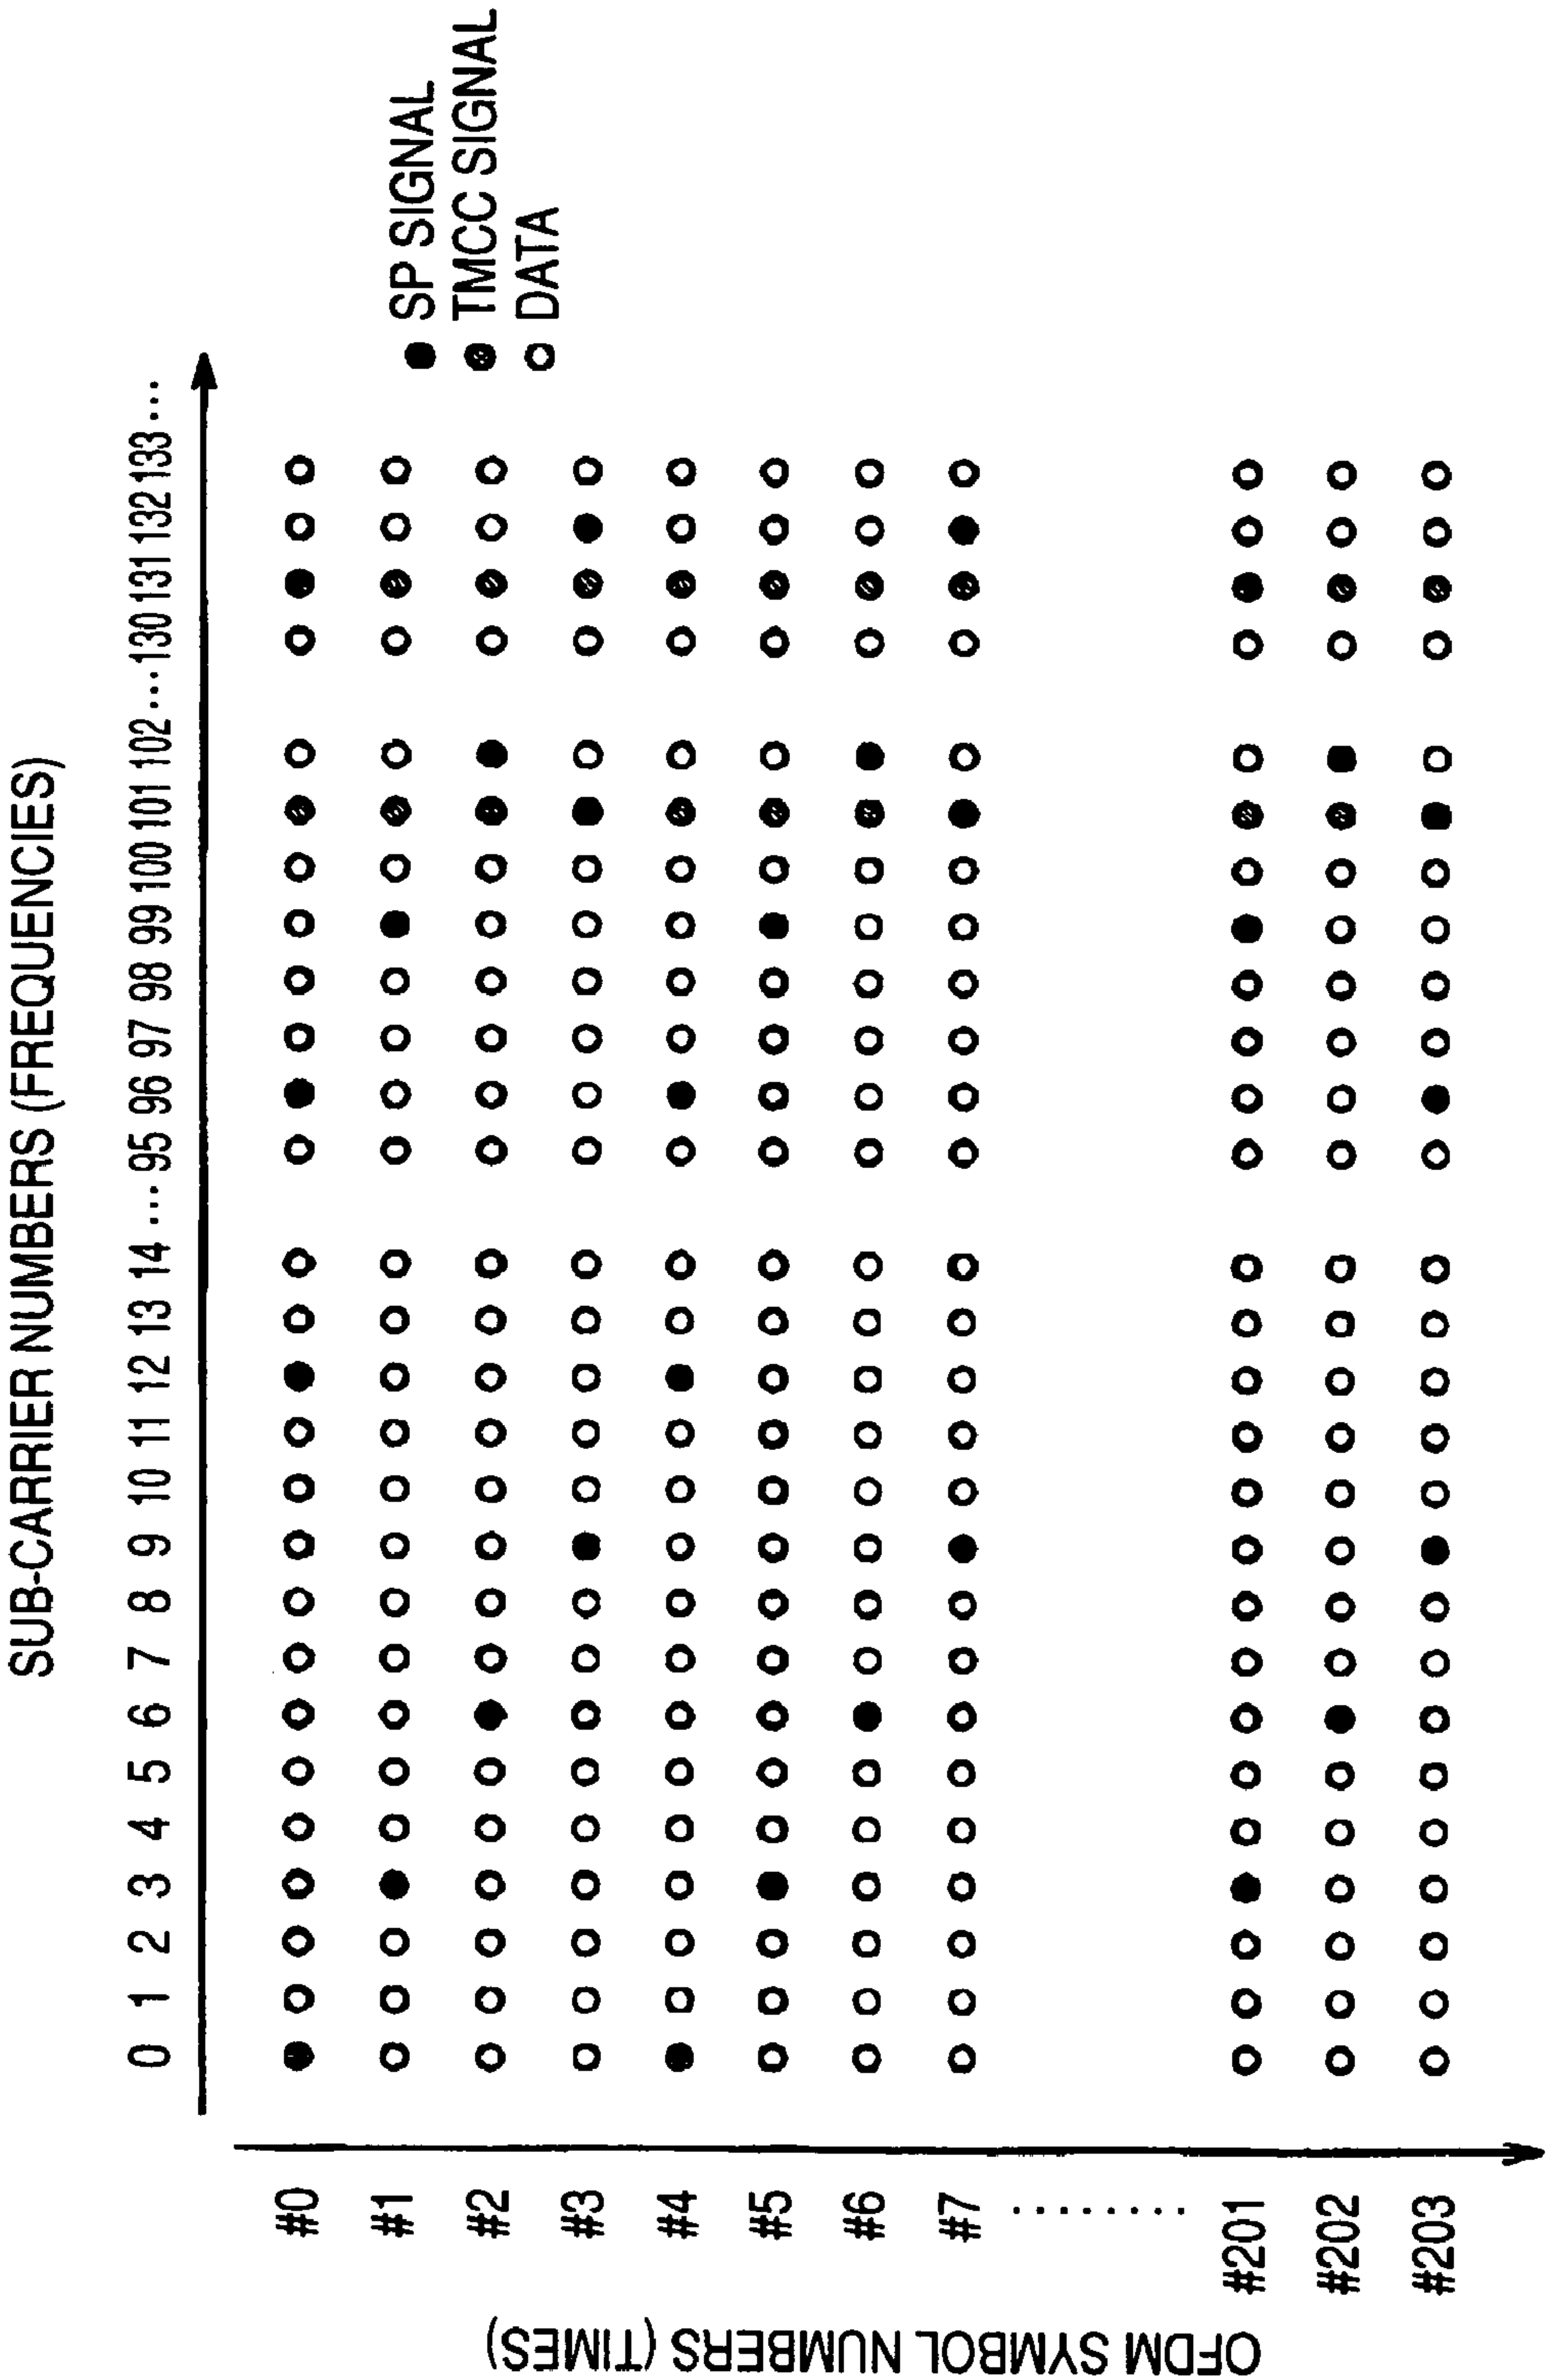 SUB-CARRIER NUMBERS (FREQUENCIES)
0 1 2 3 4 5 6 7 8 9 10 11 12 13 14 ... 95 96 97 98 99 100 101 102 ... 130 131 132 133 ...
OFDM SYMBOL NUMBERS (TIMES)
#0
#1
#2
#3
#4
#5
#6
#7
........
#201
#202
#203
SP SIGNAL
TMCC SIGNAL
DATA